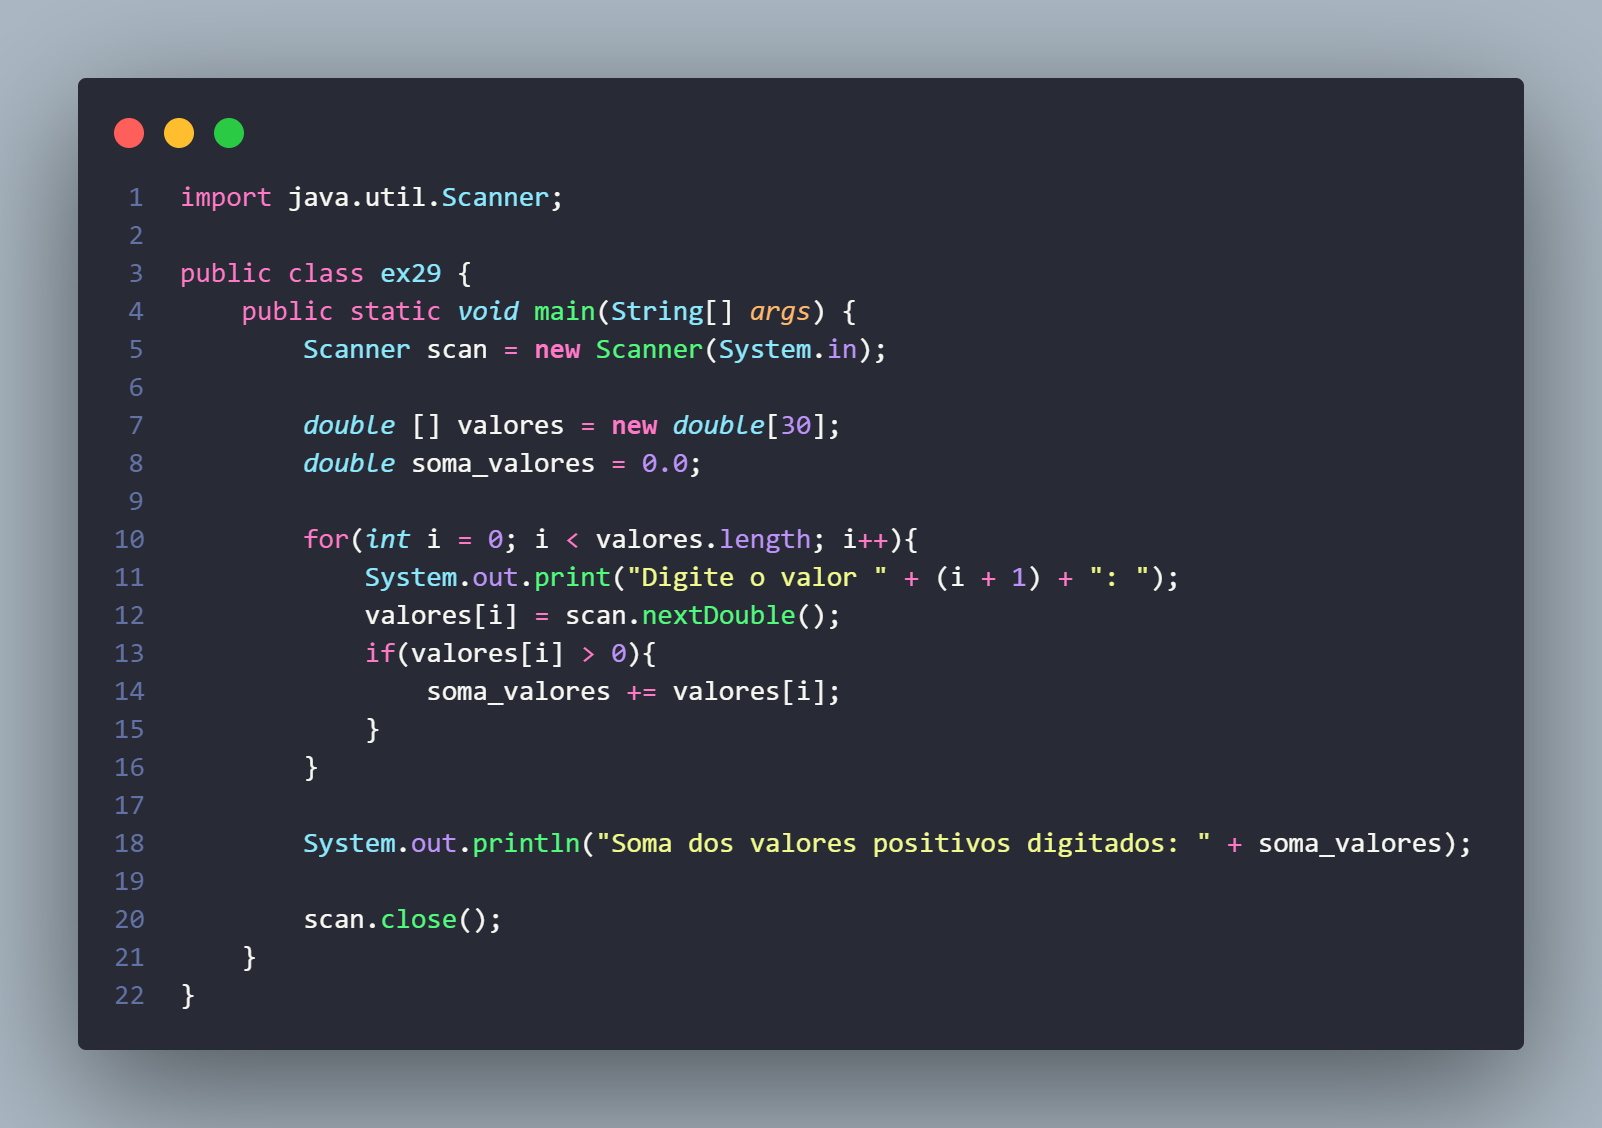 1 import java.util.Scanner;
2
3 public class ex29 {
4     public static void main(String[] args) {
5         Scanner scan = new Scanner(System.in);
6
7         double [] valores = new double[30];
8         double soma_valores = 0.0;
9
10         for(int i = 0; i < valores.length; i++){
11             System.out.print("Digite o valor " + (i + 1) + ": ");
12             valores[i] = scan.nextDouble();
13             if(valores[i] > 0){
14                 soma_valores += valores[i];
15             }
16         }
17
18         System.out.println("Soma dos valores positivos digitados: " + soma_valores);
19
20         scan.close();
21     }
22 }